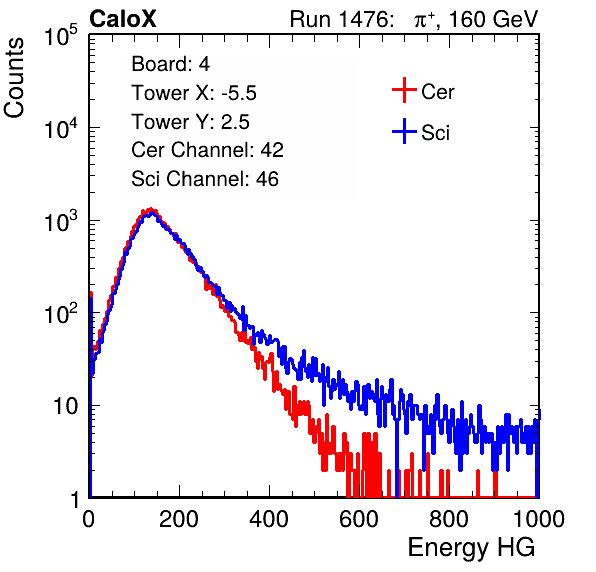 CaloX Run 1476: π⁺, 160 GeV
Counts
10⁵
10⁴
10³
10²
10
1
Board: 4
Tower X: -5.5
Tower Y: 2.5
Cer Channel: 42
Sci Channel: 46
Cer
Sci
0 200 400 600 800 1000
Energy HG